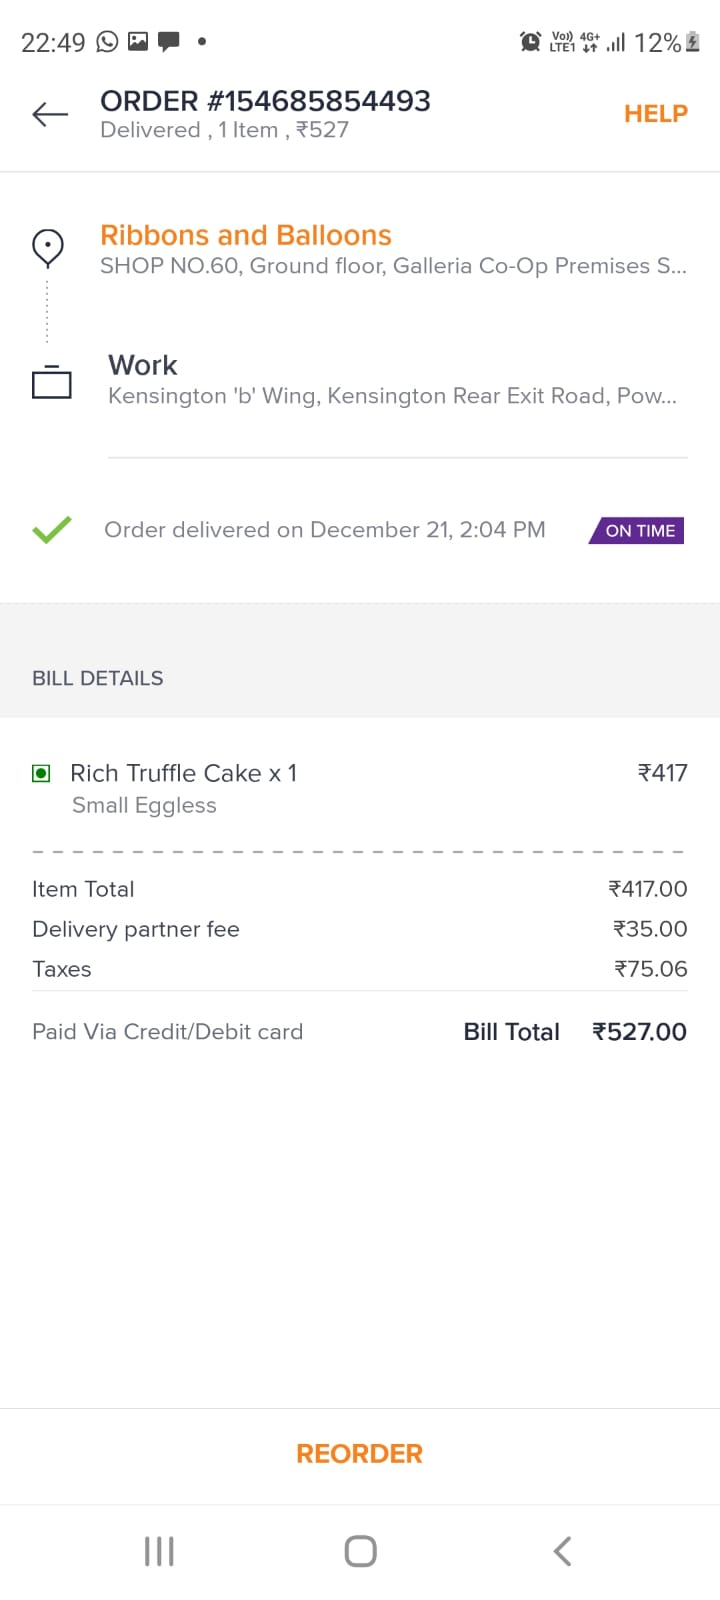 22:49
Vo)) 4G+ 12%
LTE1
ORDER #154685854493
Delivered , 1 Item , ₹527
HELP
Ribbons and Balloons
SHOP NO.60, Ground floor, Galleria Co-Op Premises S...
Work
Kensington 'b' Wing, Kensington Rear Exit Road, Pow...
Order delivered on December 21, 2:04 PM ON TIME
BILL DETAILS
Rich Truffle Cake x 1 ₹417
Small Eggless
Item Total ₹417.00
Delivery partner fee ₹35.00
Taxes ₹75.06
Paid Via Credit/Debit card Bill Total ₹527.00
REORDER